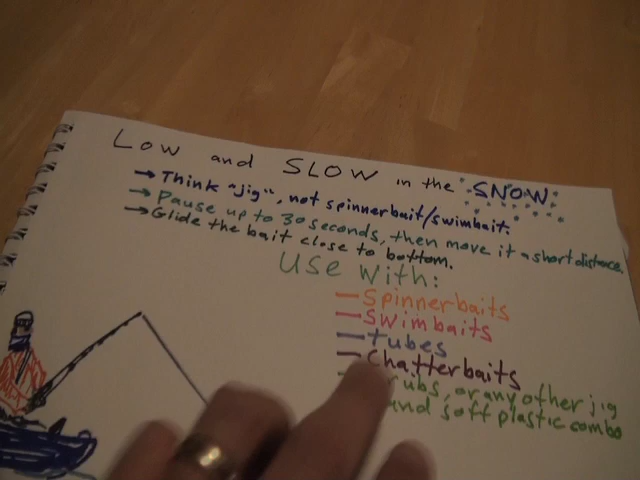 Low and SLOW in the SNOW
→ Think "jig", not spinnerbait/swimbait.
→ Pause up to 30 seconds, then move it a short distance.
→ Glide the bait close to bottom.
Use With:
— Spinnerbaits
— Swimbaits
— tubes
— Chatterbaits
rubs, or any other jig
and soft plastic combo